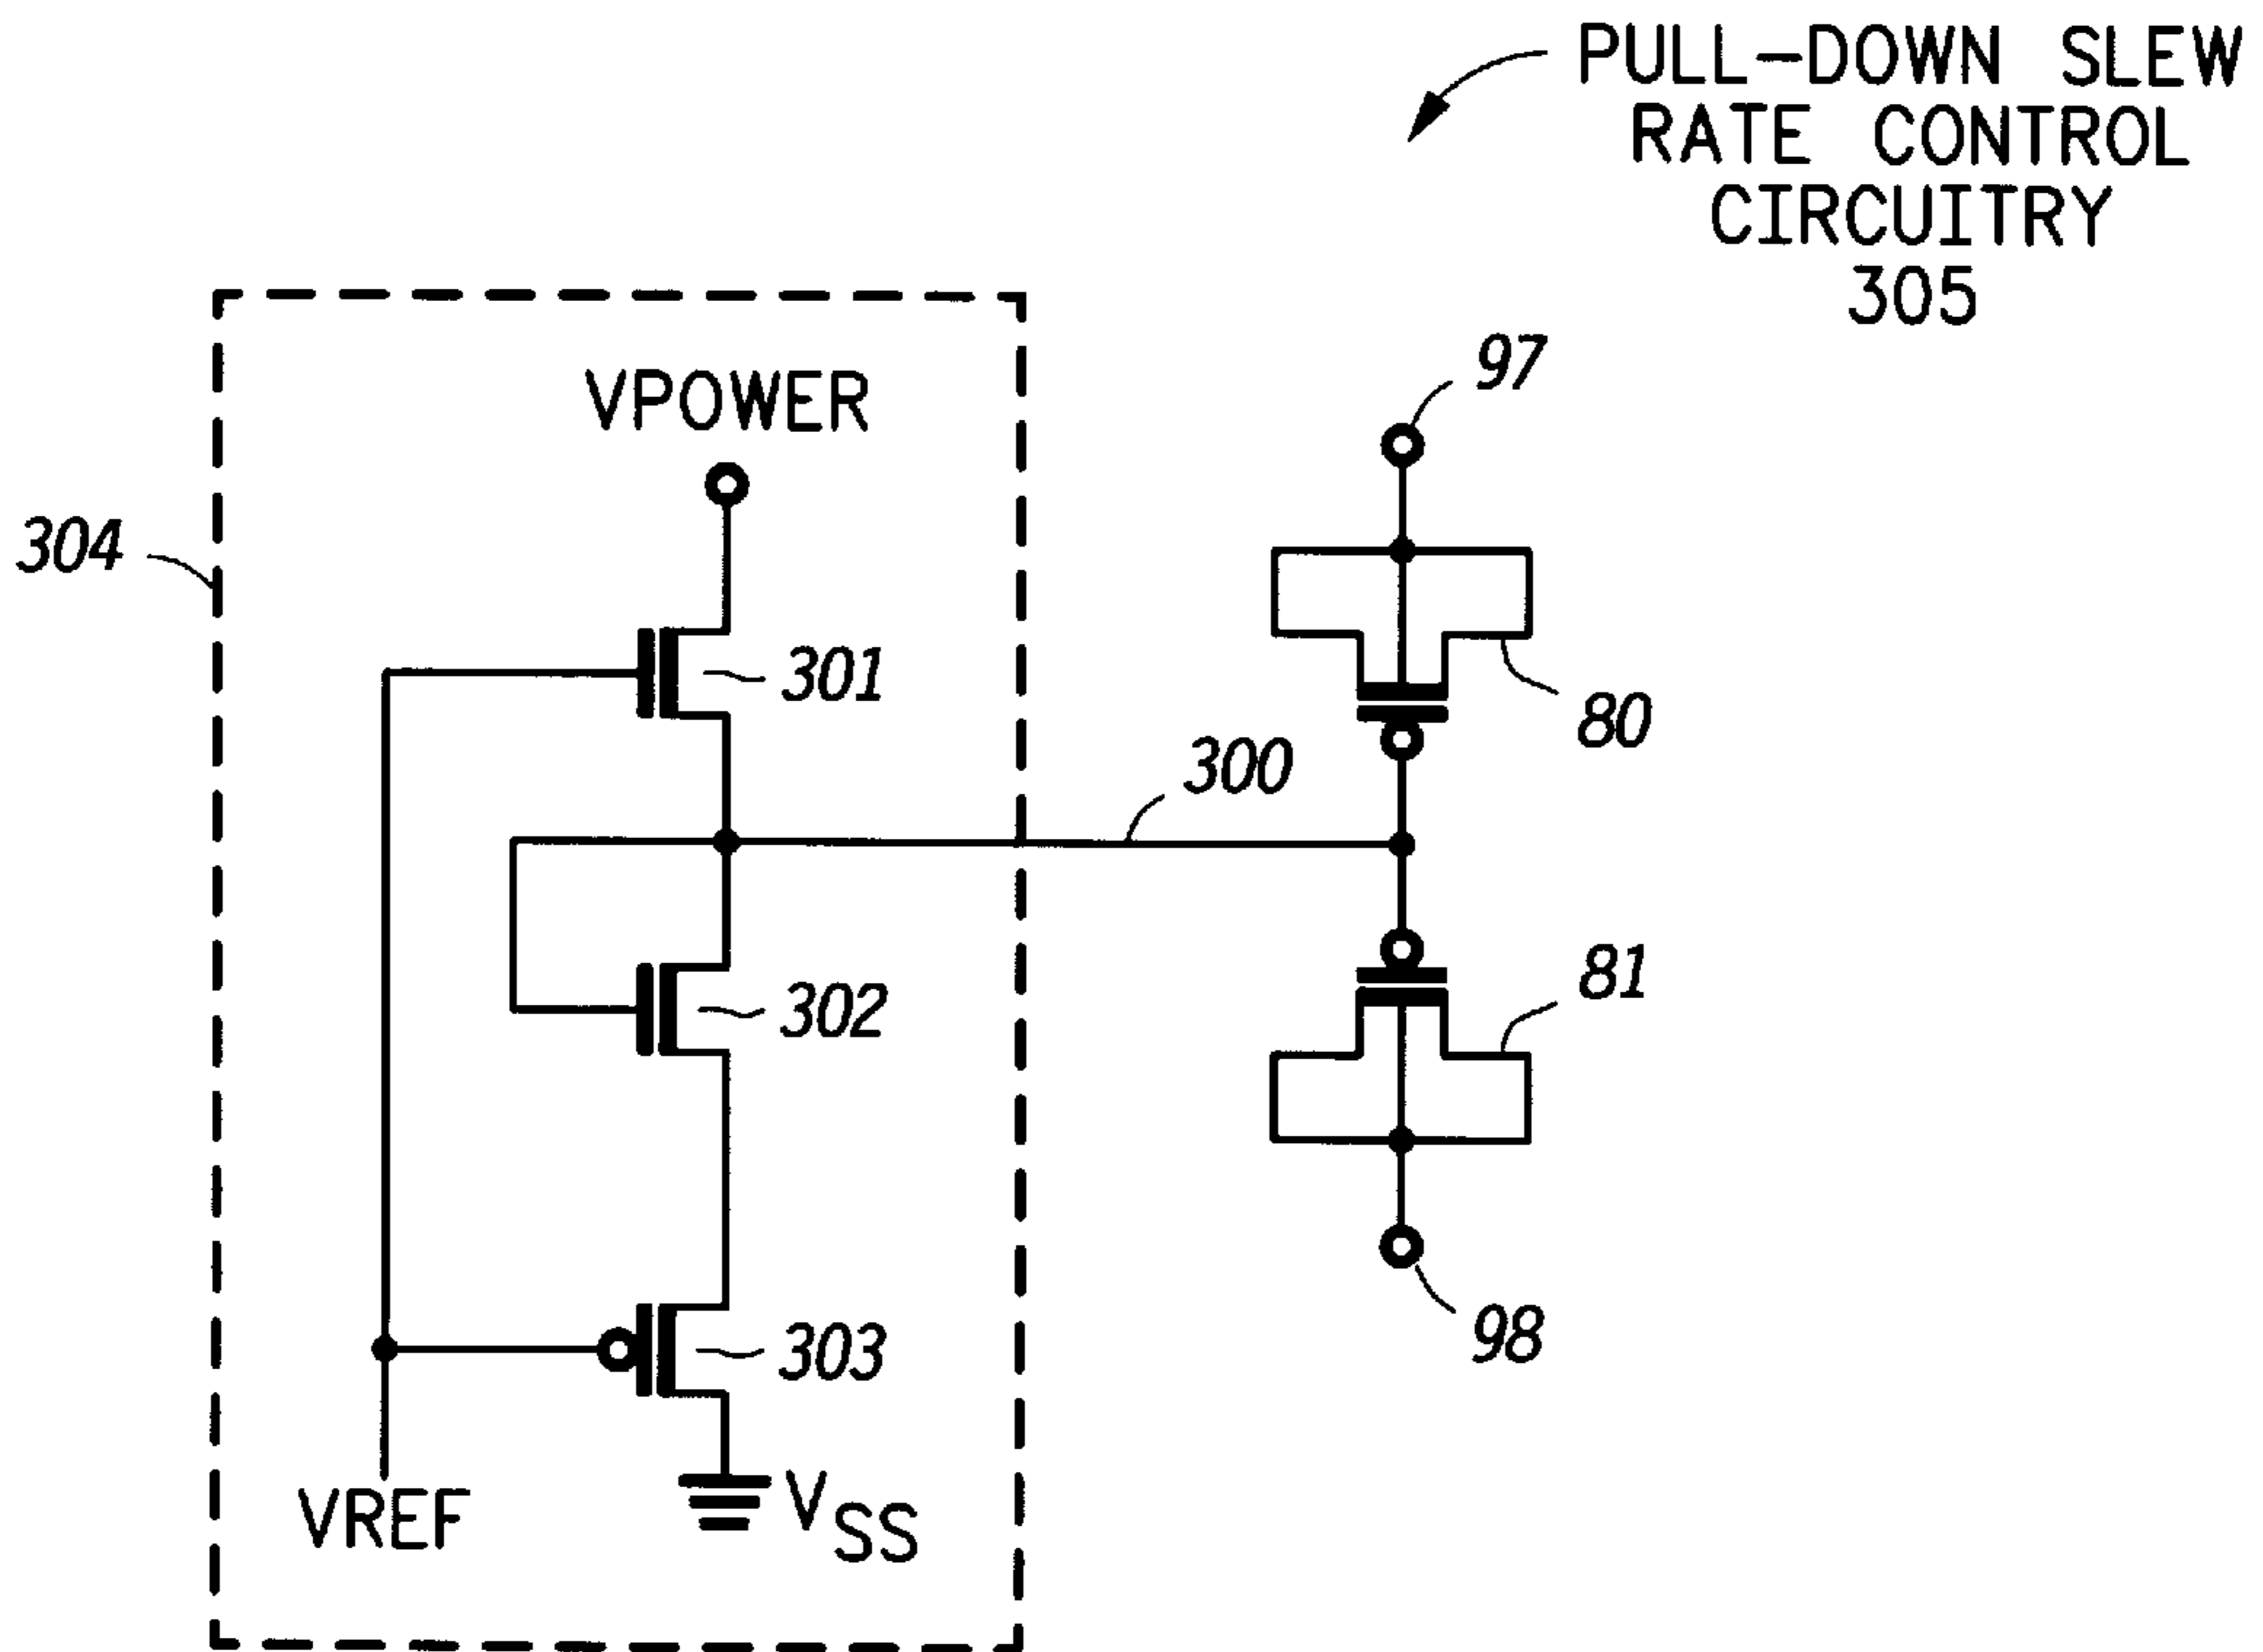 PULL-DOWN SLEW
RATE CONTROL
CIRCUITRY
305
97
VPOWER
304
301
80
300
81
302
303
98
VREF
VSS